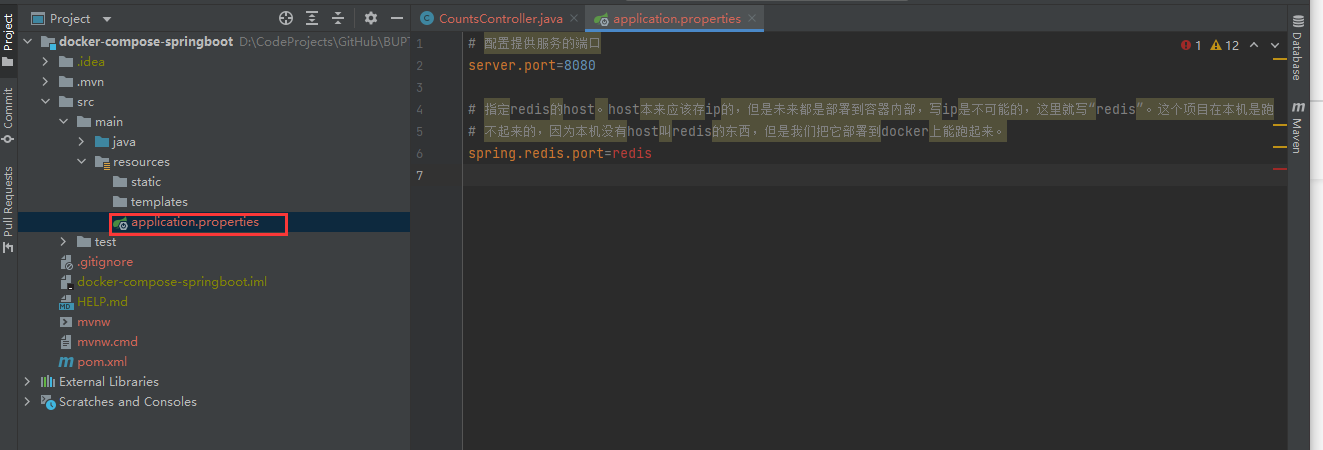 Project
CountsController.java
application.properties
docker-compose-springboot D:\CodeProjects\GitHub\BUPT
.idea
.mvn
src
main
java
resources
static
templates
application.properties
test
.gitignore
docker-compose-springboot.iml
HELP.md
mvnw
mvnw.cmd
pom.xml
External Libraries
Scratches and Consoles
Project
Commit
Pull Requests
1 # 配置提供服务的端口
2 server.port=8080
3
4 # 指定redis的host。host本来应该存ip的，但是未来都是部署到容器内部，写ip是不可能的，这里就写“redis”。这个项目在本机是跑
5 # 不起来的，因为本机没有host叫redis的东西，但是我们把它部署到docker上能跑起来。
6 spring.redis.port=redis
7
1 12
Database
Maven